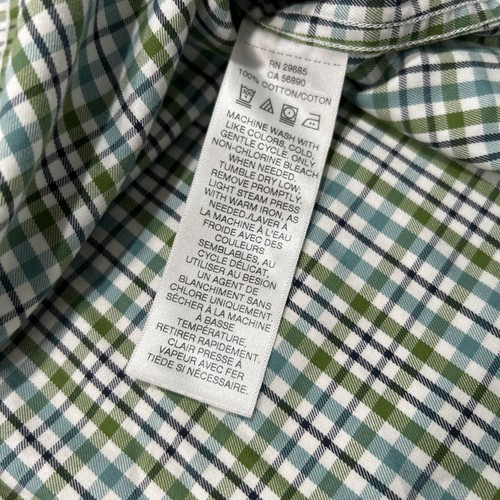 RN 29685
CA 56890
100% COTTON/COTON
MACHINE WASH WITH
LIKE COLORS, COLD,
GENTLE CYCLE. ONLY
NON-CHLORINE BLEACH
WHEN NEEDED.
TUMBLE DRY LOW,
REMOVE PROMPTLY.
LIGHT STEAM PRESS
WITH WARM IRON, AS
NEEDED./LAVER À
LA MACHINE À L'EAU
FROIDE AVEC DES
COULEURS
SEMBLABLES, AU
CYCLE DÉLICAT.
UTILISER AU BESION
UN AGENT DE
BLANCHIMENT SANS
CHLORE UNIQUEMENT.
SÉCHER À LA MACHINE
À BASSE
TEMPÉRATURE,
RETIRER RAPIDEMENT.
CLAIR PRESSE À
VAPEUR AVEC FER
TIEDE SI NÉCESSAIRE.